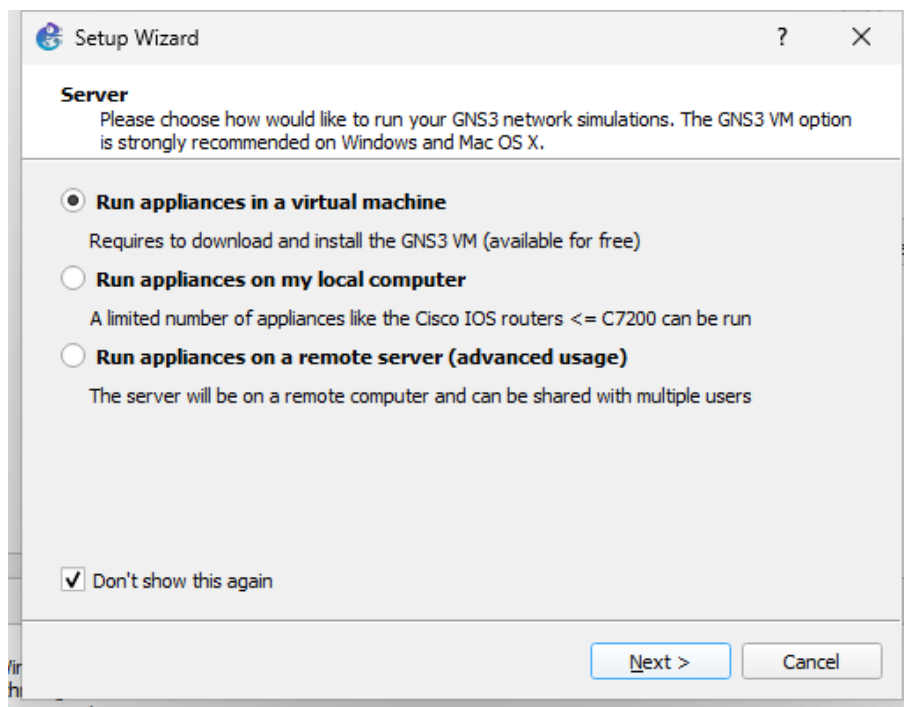 Setup Wizard
?
Server
Please choose how would like to run your GNS3 network simulations. The GNS3 VM option
is strongly recommended on Windows and Mac OS X.
Run appliances in a virtual machine
Requires to download and install the GNS3 VM (available for free)
Run appliances on my local computer
A limited number of appliances like the Cisco IOS routers <= C7200 can be run
Run appliances on a remote server (advanced usage)
The server will be on a remote computer and can be shared with multiple users
Don't show this again
Next >
Cancel